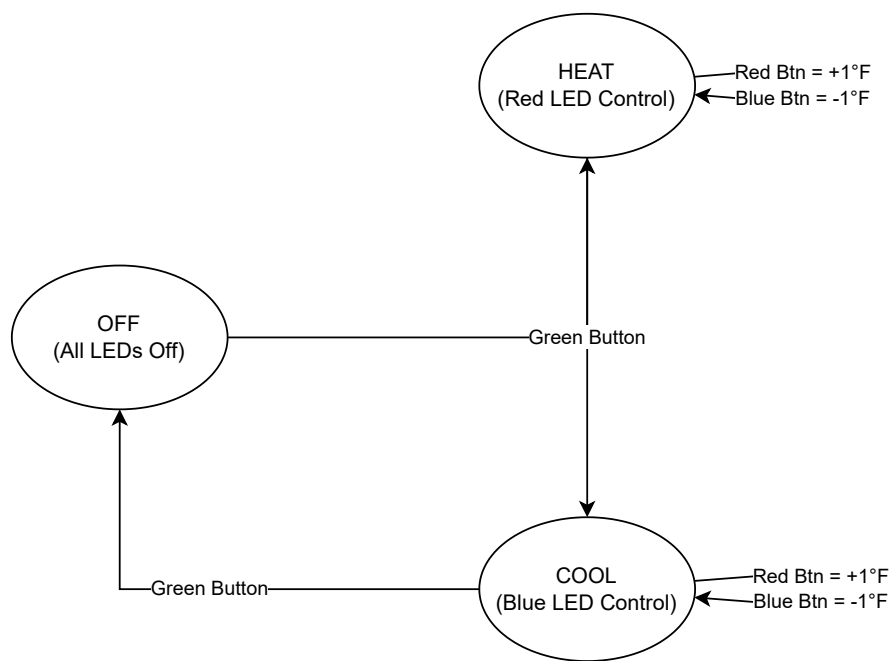 HEAT
(Red LED Control)
Red Btn = +1°F
Blue Btn = -1°F
OFF
(All LEDs Off)
Green Button
COOL
(Blue LED Control)
Red Btn = +1°F
Blue Btn = -1°F
Green Button